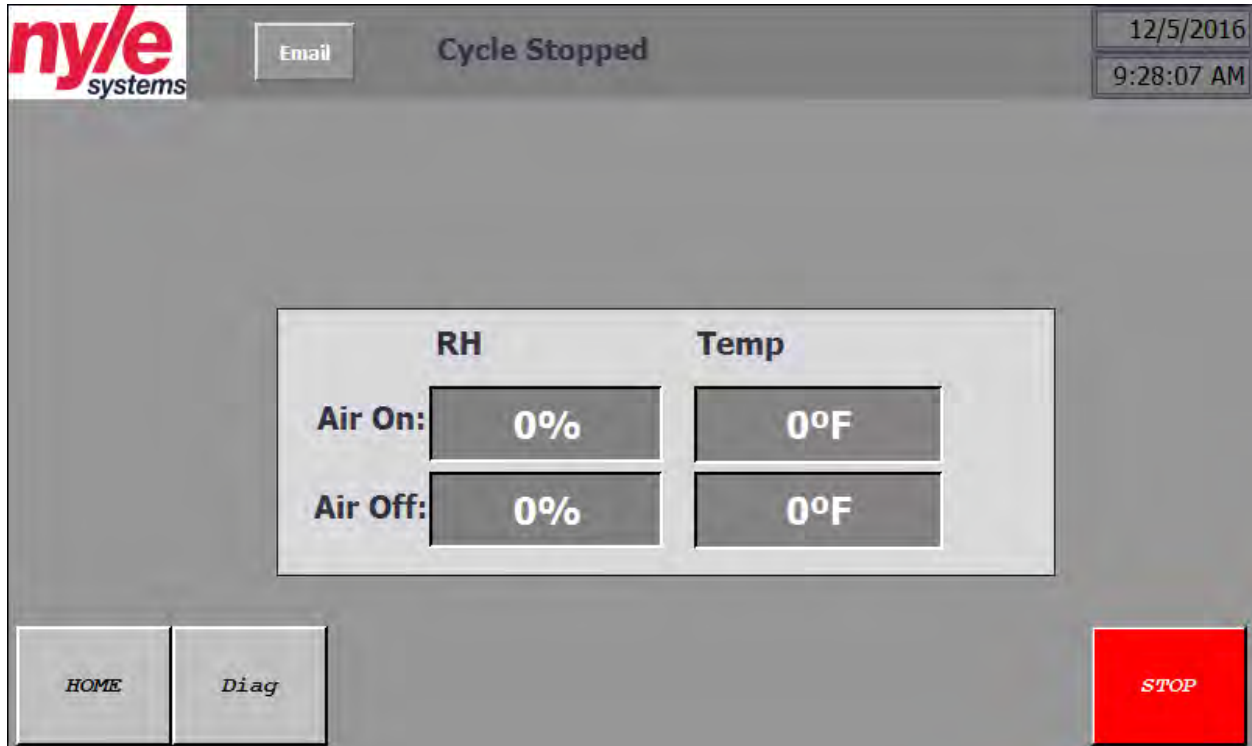 nyle
systems
Email
Cycle Stopped
12/5/2016
9:28:07 AM
RH Temp
Air On: 0% 0ºF
Air Off: 0% 0ºF
HOME Diag STOP